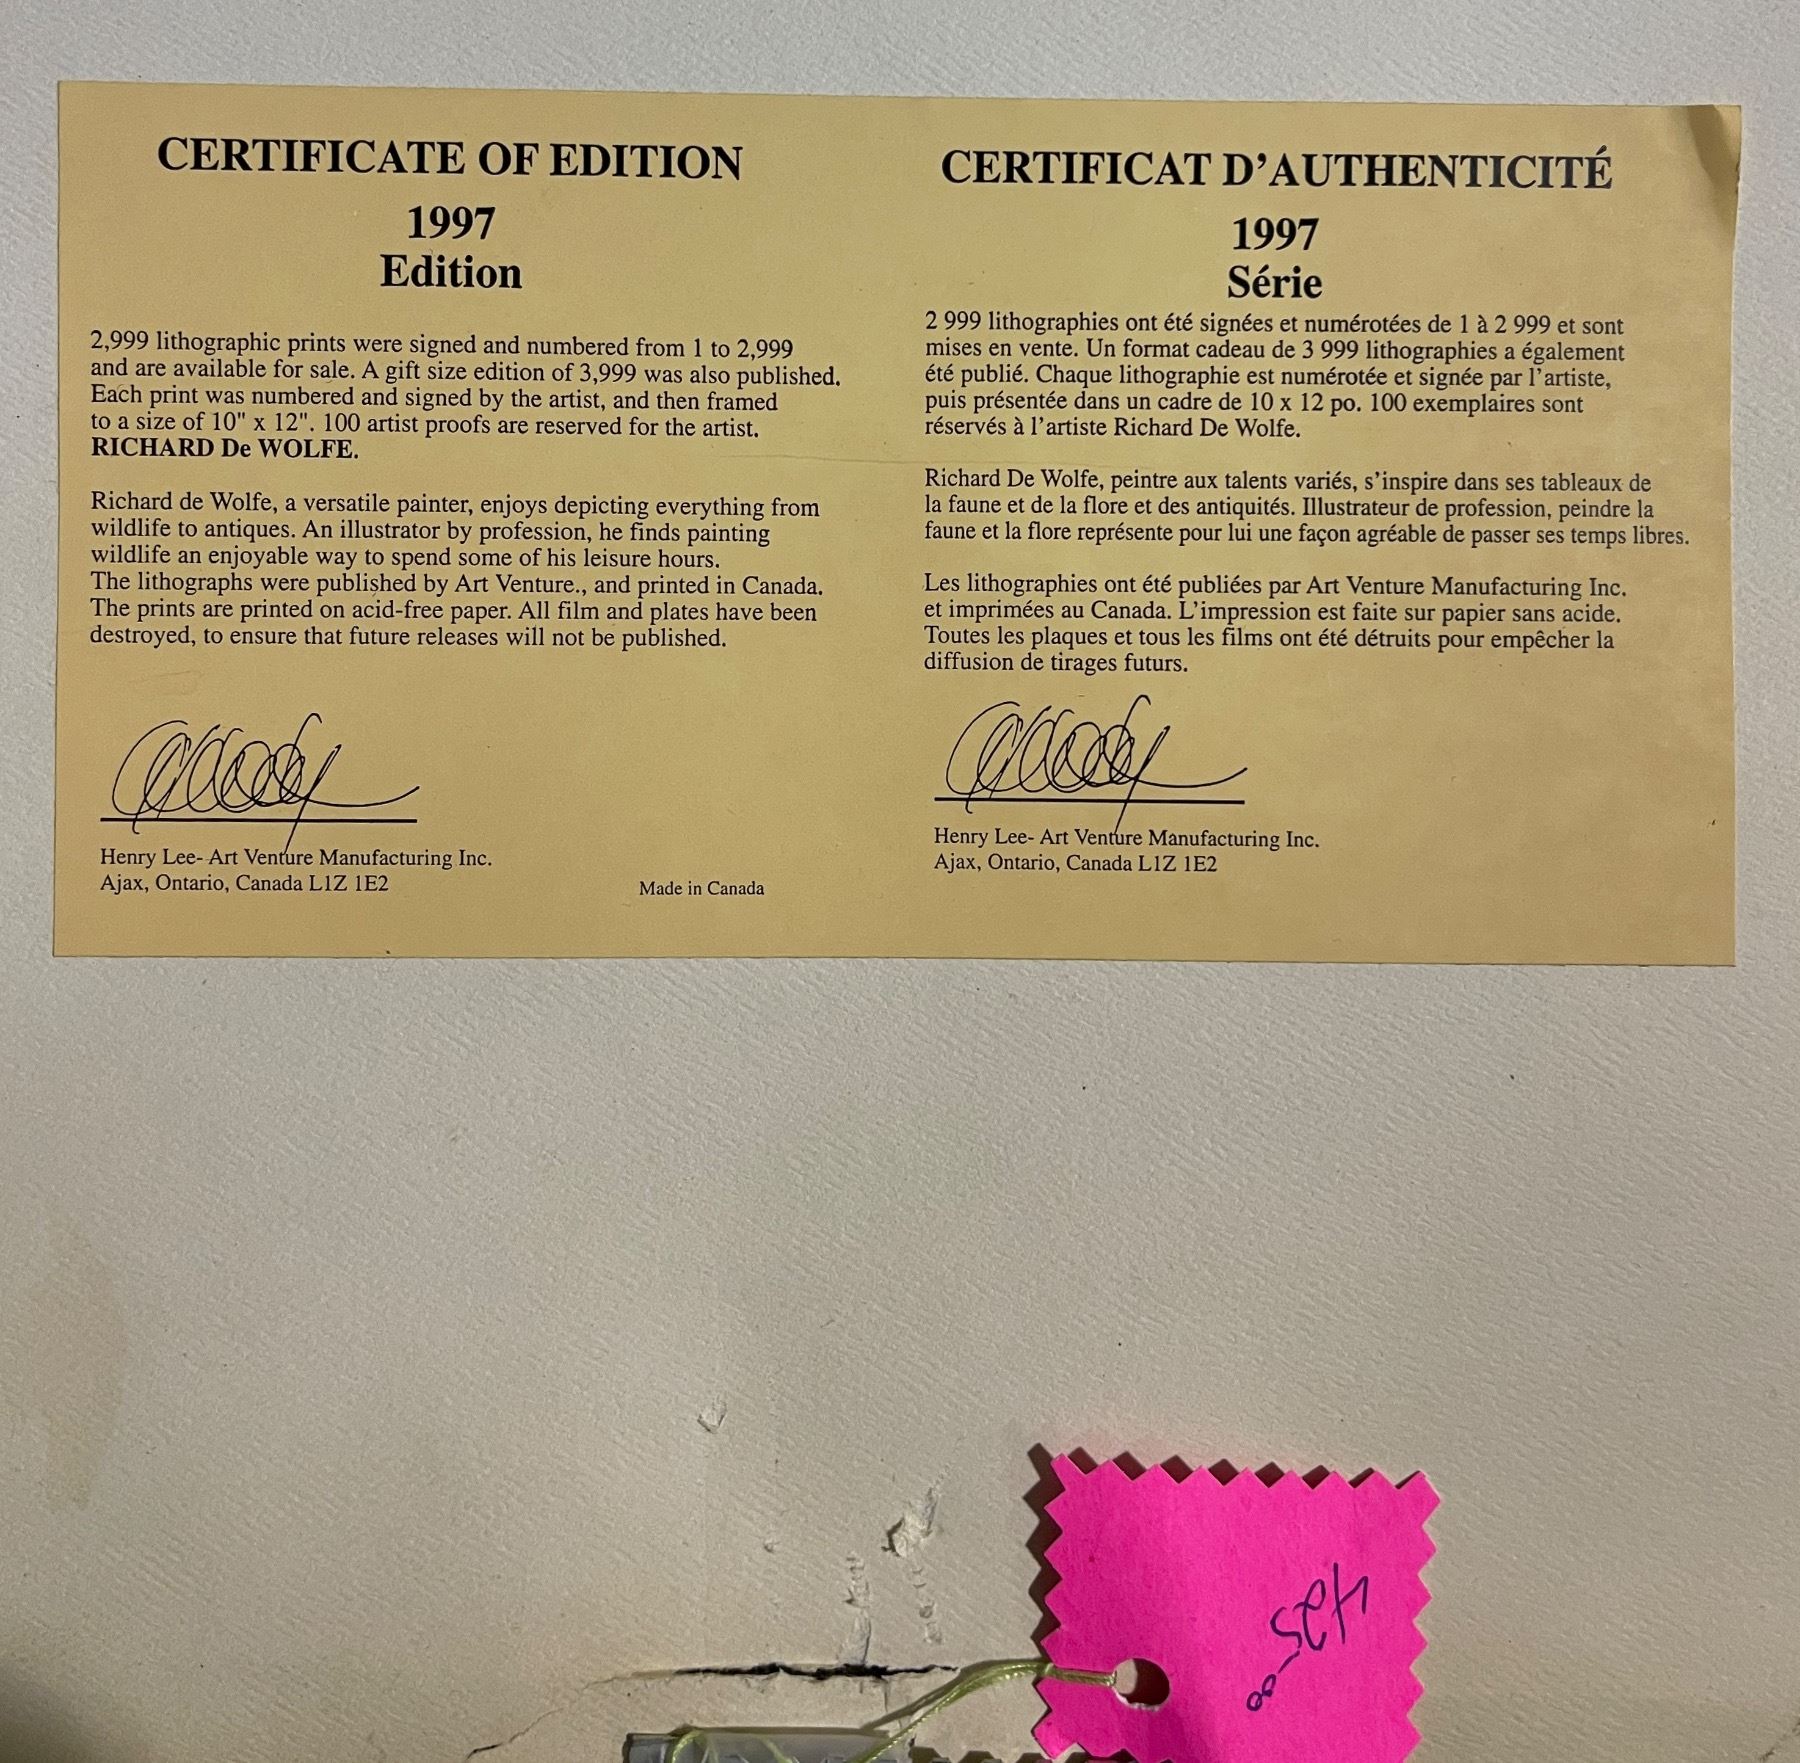 CERTIFICATE OF EDITION
1997
Edition
2,999 lithographic prints were signed and numbered from 1 to 2,999
and are available for sale. A gift size edition of 3,999 was also published.
Each print was numbered and signed by the artist, and then framed
to a size of 10" x 12". 100 artist proofs are reserved for the artist.
RICHARD De WOLFE.
Richard de Wolfe, a versatile painter, enjoys depicting everything from
wildlife to antiques. An illustrator by profession, he finds painting
wildlife an enjoyable way to spend some of his leisure hours.
The lithographs were published by Art Venture., and printed in Canada.
The prints are printed on acid-free paper. All film and plates have been
destroyed, to ensure that future releases will not be published.
Henry Lee- Art Venture Manufacturing Inc.
Ajax, Ontario, Canada L1Z 1E2
Made in Canada
CERTIFICAT D'AUTHENTICITÉ
1997
Série
2 999 lithographies ont été signées et numérotées de 1 à 2 999 et sont
mises en vente. Un format cadeau de 3 999 lithographies a également
été publié. Chaque lithographie est numérotée et signée par l'artiste,
puis présentée dans un cadre de 10 x 12 po. 100 exemplaires sont
réservés à l'artiste Richard De Wolfe.
Richard De Wolfe, peintre aux talents variés, s'inspire dans ses tableaux de
la faune et de la flore et des antiquités. Illustrateur de profession, peindre la
faune et la flore représente pour lui une façon agréable de passer ses temps libres.
Les lithographies ont été publiées par Art Venture Manufacturing Inc.
et imprimées au Canada. L'impression est faite sur papier sans acide.
Toutes les plaques et tous les films ont été détruits pour empêcher la
diffusion de tirages futurs.
Henry Lee- Art Venture Manufacturing Inc.
Ajax, Ontario, Canada L1Z 1E2